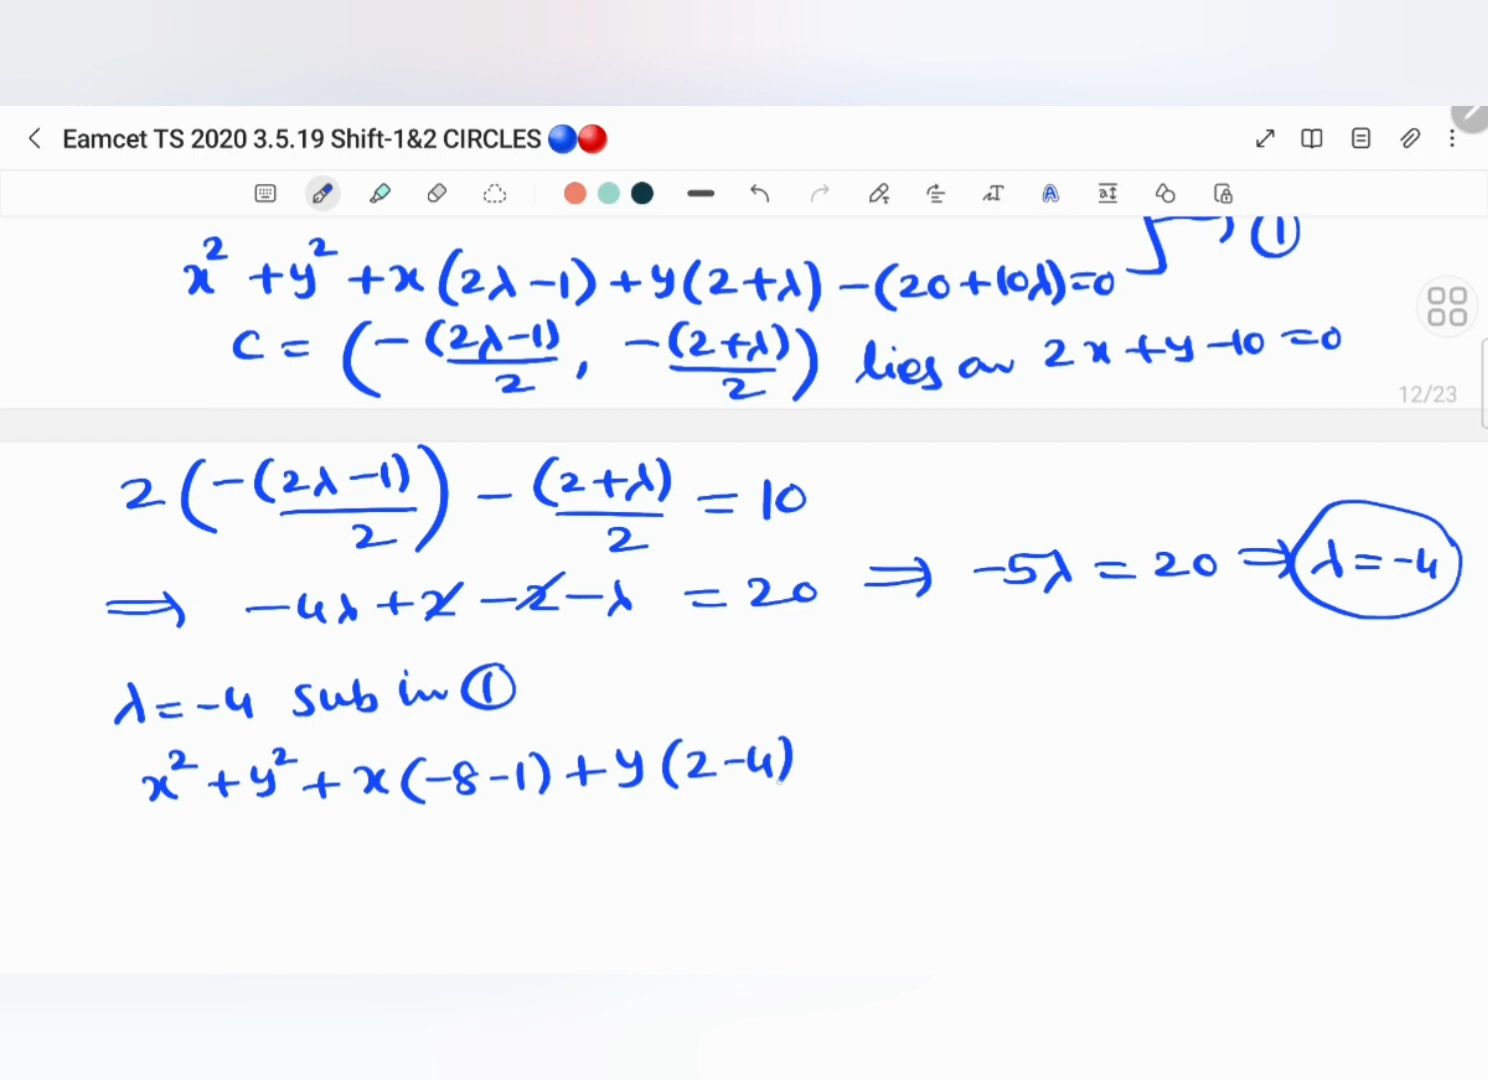 Eamcet TS 2020 3.5.19 Shift-1&2 CIRCLES 🔵🔴
x² + y² + x(2λ-1) + y(2+λ) - (20+10λ)=0 → ①
C = (-(2λ-1)/2, -(2+λ)/2) lies on 2x+y-10=0
12/23
2(-(2λ-1)/2) - (2+λ)/2 = 10
⇒ -4λ+2-2-λ = 20 ⇒ -5λ = 20 ⇒ λ=-4
λ=-4 sub in ①
x²+y²+x(-8-1)+y(2-4)